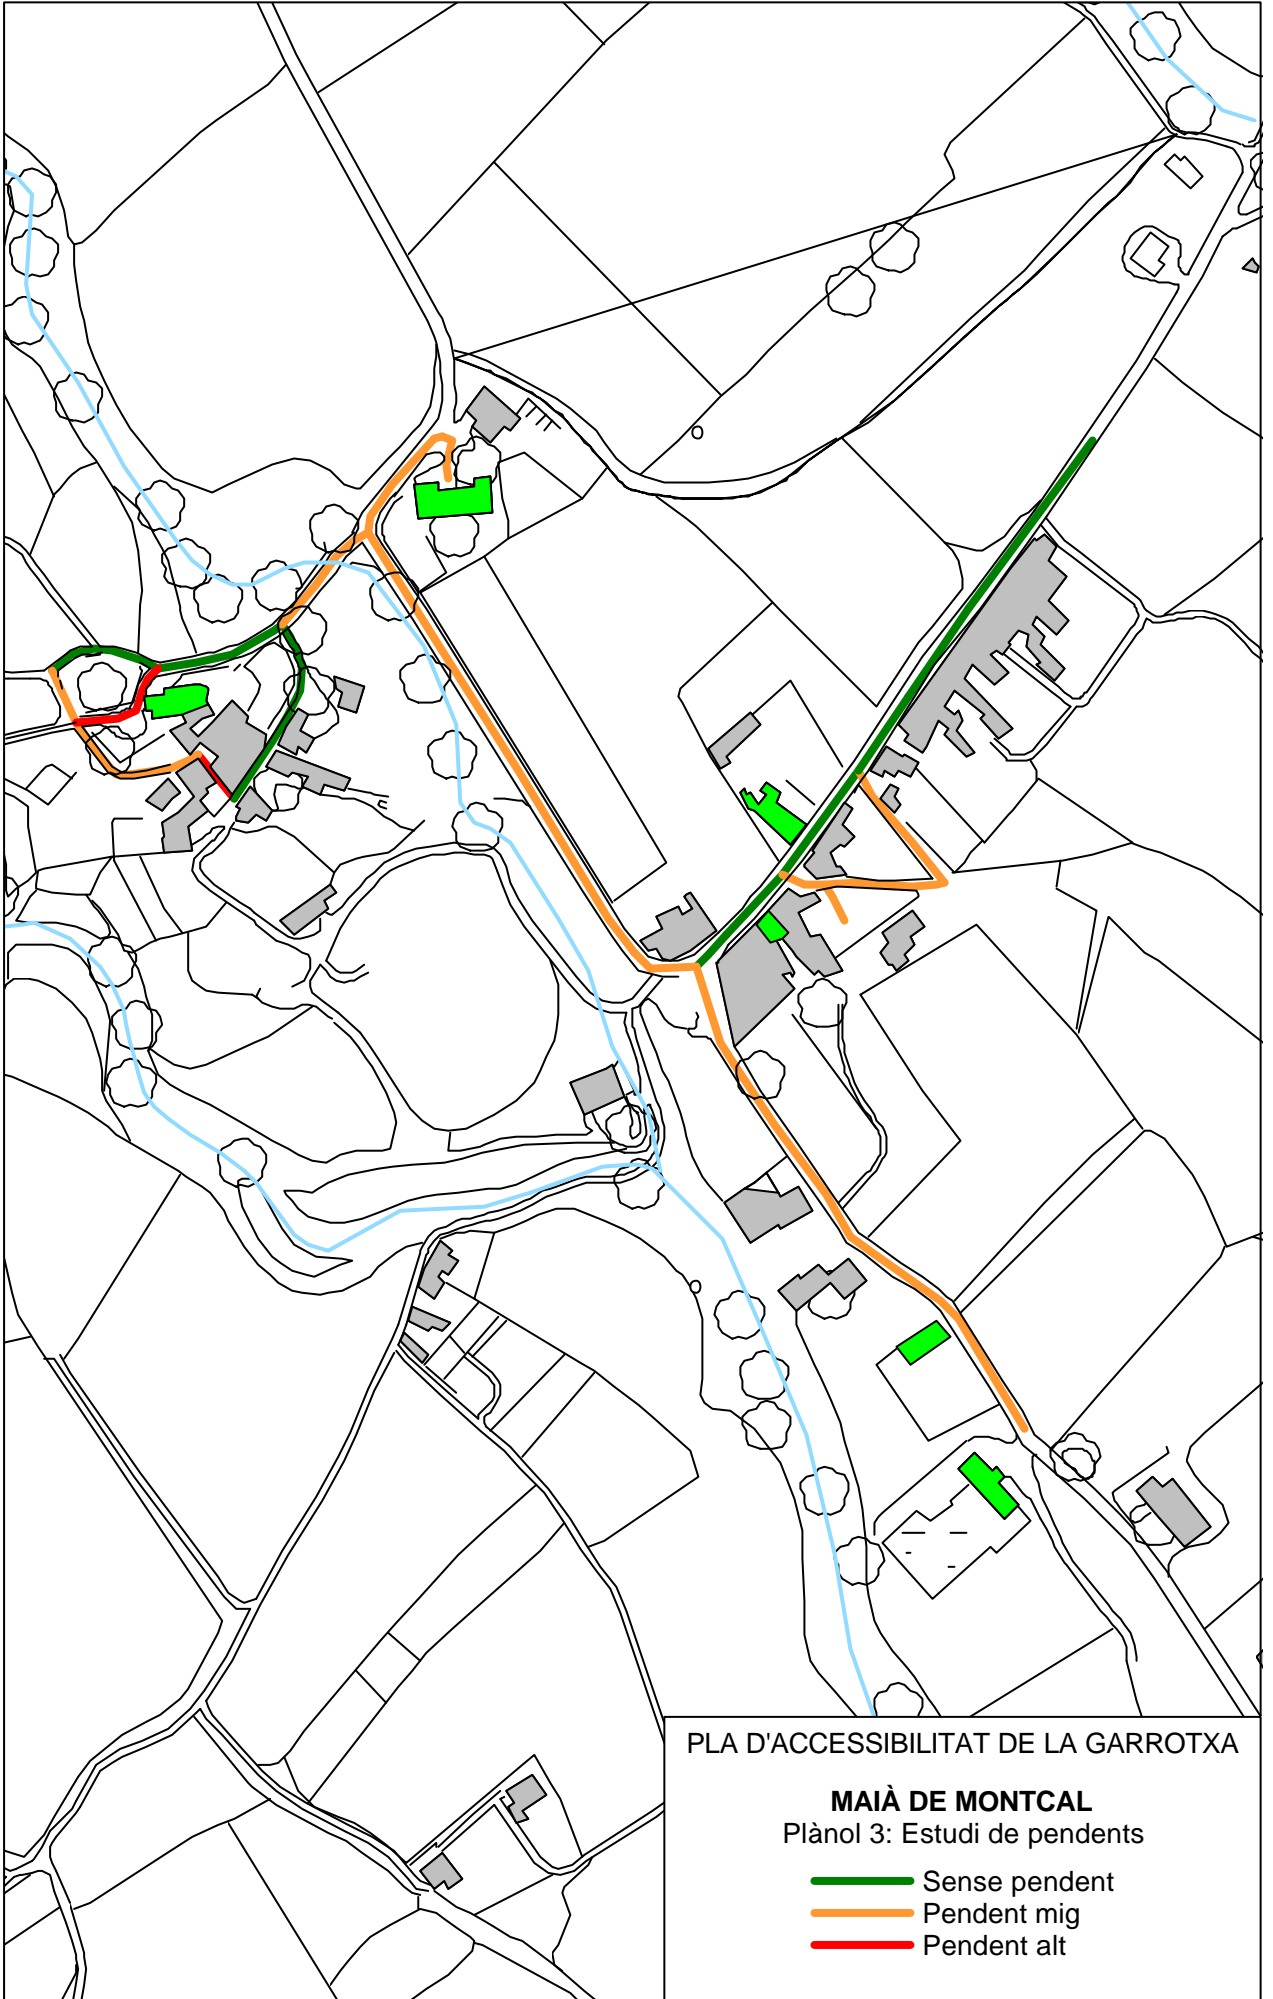 PLA D'ACCESSIBILITAT DE LA GARROTXA
MAIÀ DE MONTCAL
Plànol 3: Estudi de pendents
Sense pendent
Pendent mig
Pendent alt